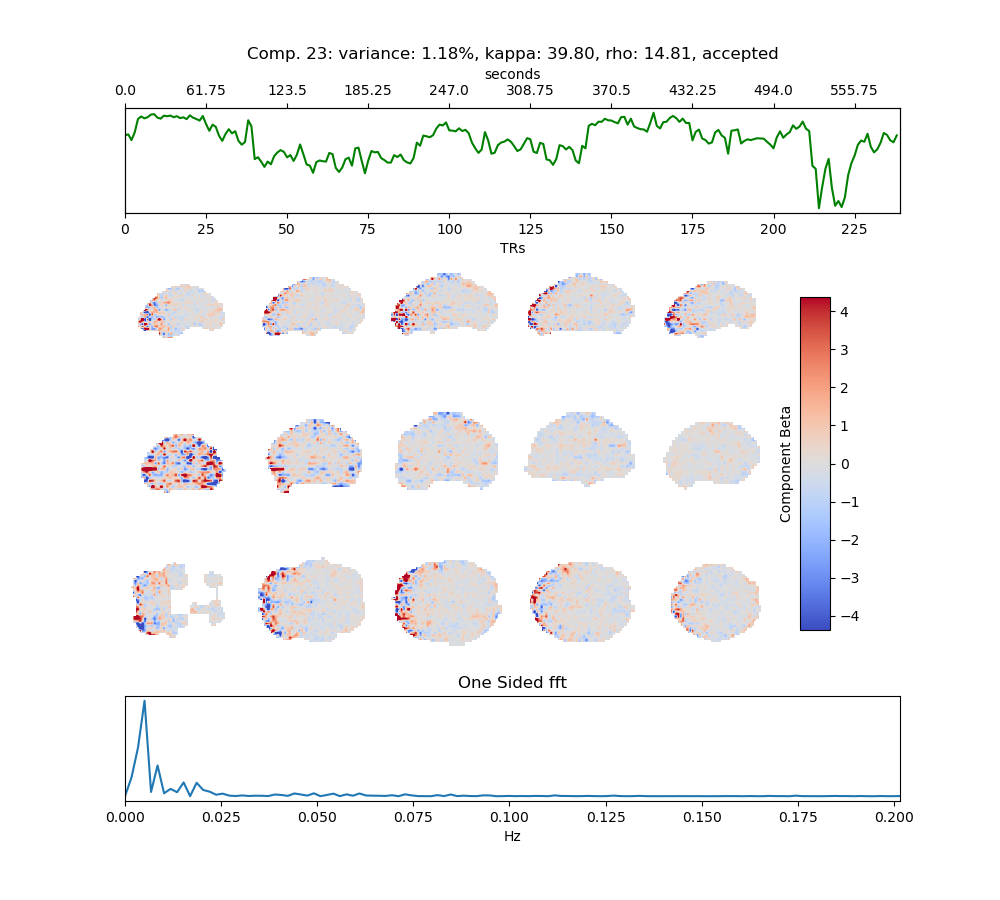 Comp. 23: variance: 1.18%, kappa: 39.80, rho: 14.81, accepted
seconds
0.0 61.75 123.5 185.25 247.0 308.75 370.5 432.25 494.0 555.75
0 25 50 75 100 125 150 175 200 225
TRs
4
3
2
1
0
−1
−2
−3
−4
Component Beta
One Sided fft
0.000 0.025 0.050 0.075 0.100 0.125 0.150 0.175 0.200
Hz